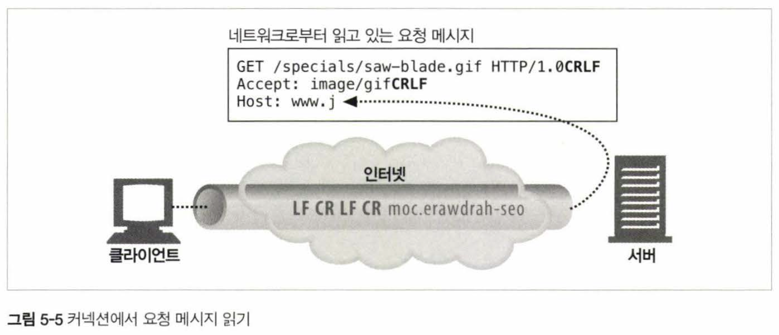 네트워크로부터 읽고 있는 요청 메시지
GET /specials/saw-blade.gif HTTP/1.0CRLF
Accept: image/gifCRLF
Host: www.j
인터넷
LF CR LF CR moc.erawdrah-seo
클라이언트
서버
그림 5-5 커넥션에서 요청 메시지 읽기